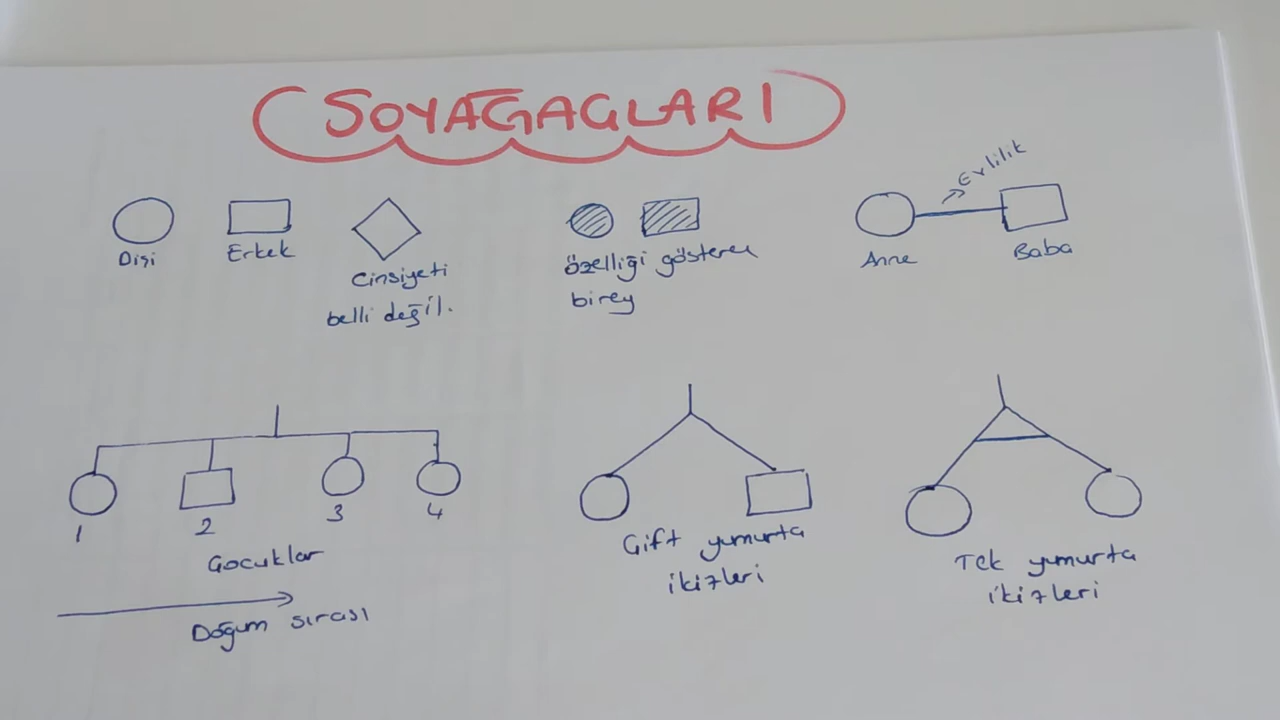 SOYAĞAÇLARI
Dişi
Erkek
Cinsiyeti
belli değil.
özelliği gösteren
birey
Evlilik
Anne
Baba
1
2
3
4
Çocuklar
Doğum sırası
Çift yumurta
ikizleri
Tek yumurta
ikizleri